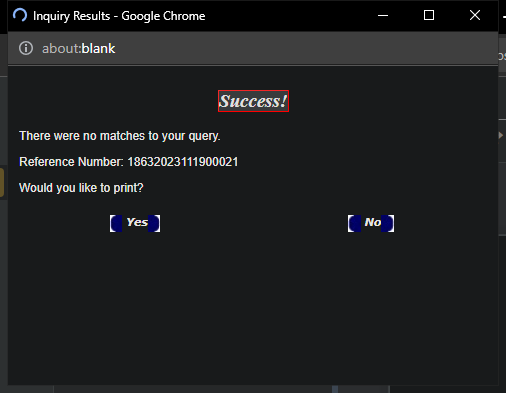 Inquiry Results - Google Chrome
about:blank
Success!
There were no matches to your query.
Reference Number: 18632023111900021
Would you like to print?
Yes
No